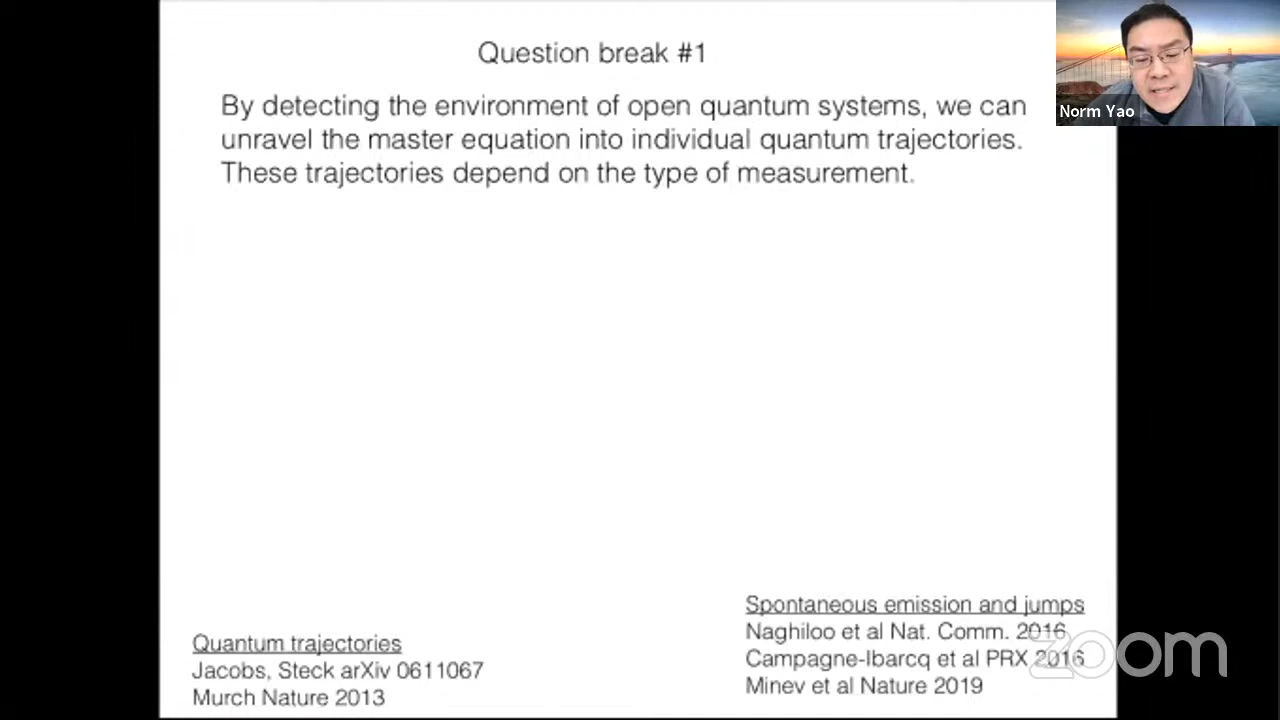 Question break #1
By detecting the environment of open quantum systems, we can
unravel the master equation into individual quantum trajectories.
These trajectories depend on the type of measurement.
Norm Yao
Quantum trajectories
Jacobs, Steck arXiv 0611067
Murch Nature 2013
Spontaneous emission and jumps
Naghiloo et al Nat. Comm. 2016
Campagne-Ibarcq et al PRX 2016
Minev et al Nature 2019
zoom